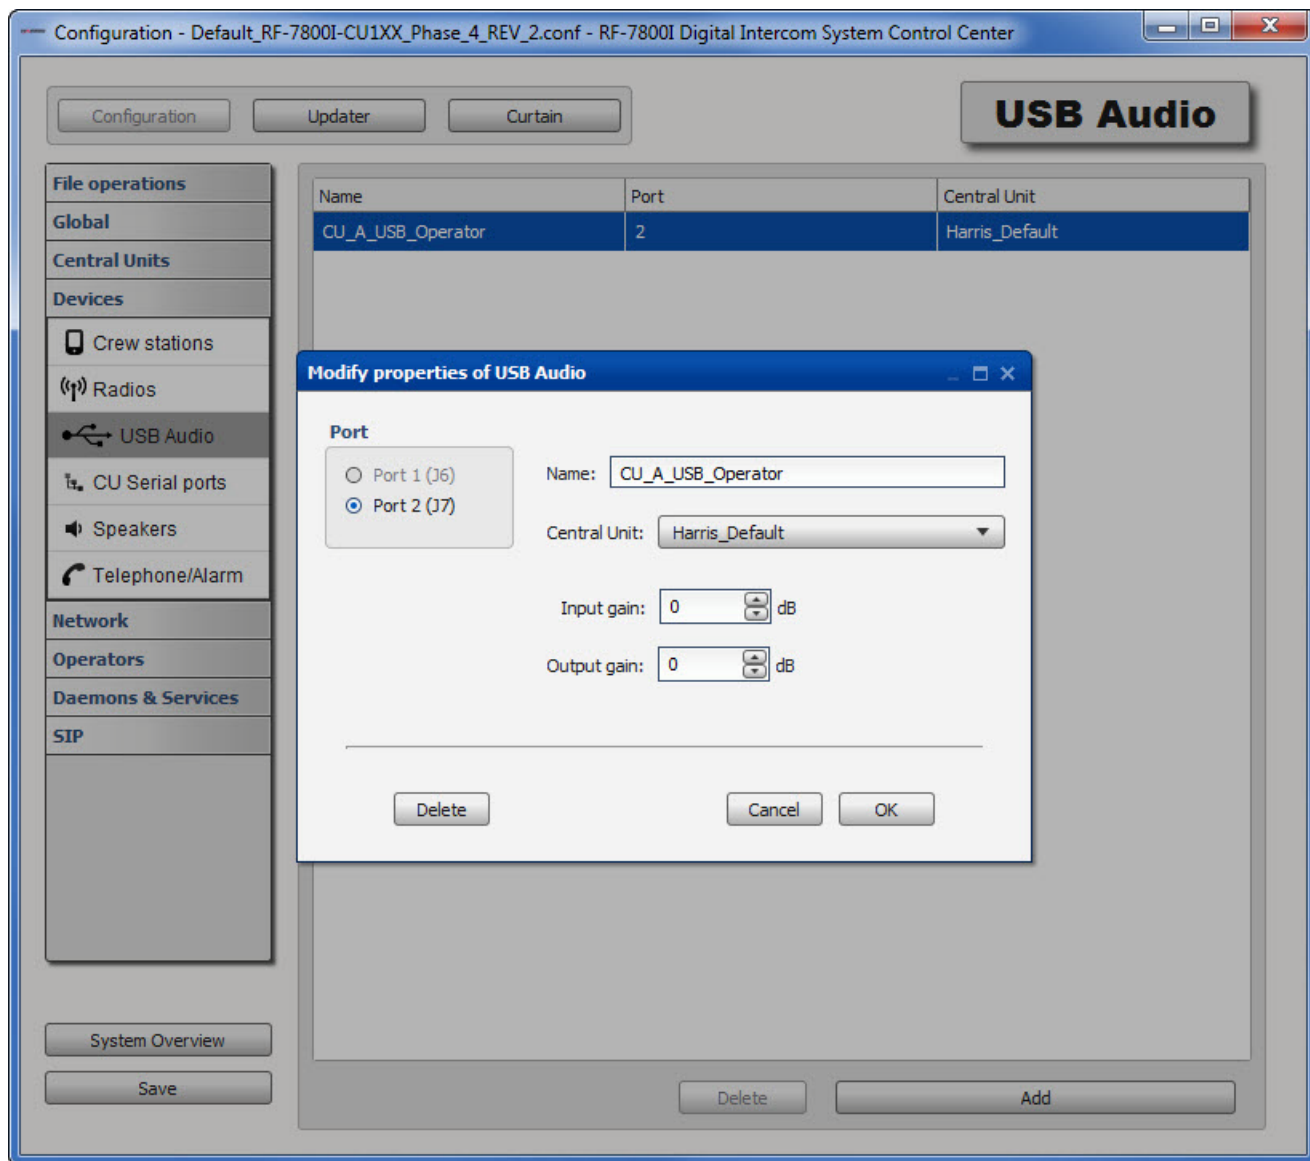 Configuration - Default_RF-7800I-CU1XX_Phase_4_REV_2.conf - RF-7800I Digital Intercom System Control Center
Configuration Updater Curtain
USB Audio
File operations
Global
Central Units
Devices
Crew stations
Radios
USB Audio
CU Serial ports
Speakers
Telephone/Alarm
Network
Operators
Daemons & Services
SIP
System Overview
Save
Name Port Central Unit
CU_A_USB_Operator 2 Harris_Default
Modify properties of USB Audio
Port
Port 1 (J6)
Port 2 (J7)
Name: CU_A_USB_Operator
Central Unit: Harris_Default
Input gain: 0 dB
Output gain: 0 dB
Delete Cancel OK
Delete Add